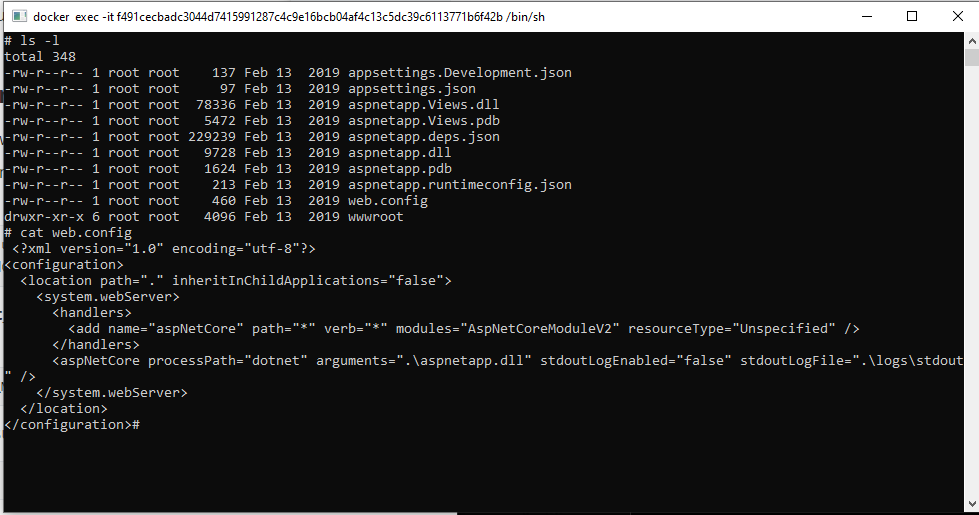 docker exec -it f491cecbadc3044d7415991287c4c9e16bcb04af4c13c5dc39c6113771b6f42b /bin/sh
# ls -l
total 348
-rw-r--r-- 1 root root    137 Feb 13  2019 appsettings.Development.json
-rw-r--r-- 1 root root     97 Feb 13  2019 appsettings.json
-rw-r--r-- 1 root root  78336 Feb 13  2019 aspnetapp.Views.dll
-rw-r--r-- 1 root root   5472 Feb 13  2019 aspnetapp.Views.pdb
-rw-r--r-- 1 root root 229239 Feb 13  2019 aspnetapp.deps.json
-rw-r--r-- 1 root root   9728 Feb 13  2019 aspnetapp.dll
-rw-r--r-- 1 root root   1624 Feb 13  2019 aspnetapp.pdb
-rw-r--r-- 1 root root    213 Feb 13  2019 aspnetapp.runtimeconfig.json
-rw-r--r-- 1 root root    460 Feb 13  2019 web.config
drwxr-xr-x 6 root root   4096 Feb 13  2019 wwwroot
# cat web.config
 <?xml version="1.0" encoding="utf-8"?>
<configuration>
  <location path="." inheritInChildApplications="false">
    <system.webServer>
      <handlers>
        <add name="aspNetCore" path="*" verb="*" modules="AspNetCoreModuleV2" resourceType="Unspecified" />
      </handlers>
      <aspNetCore processPath="dotnet" arguments=".\aspnetapp.dll" stdoutLogEnabled="false" stdoutLogFile=".\logs\stdout
" />
    </system.webServer>
  </location>
</configuration>#